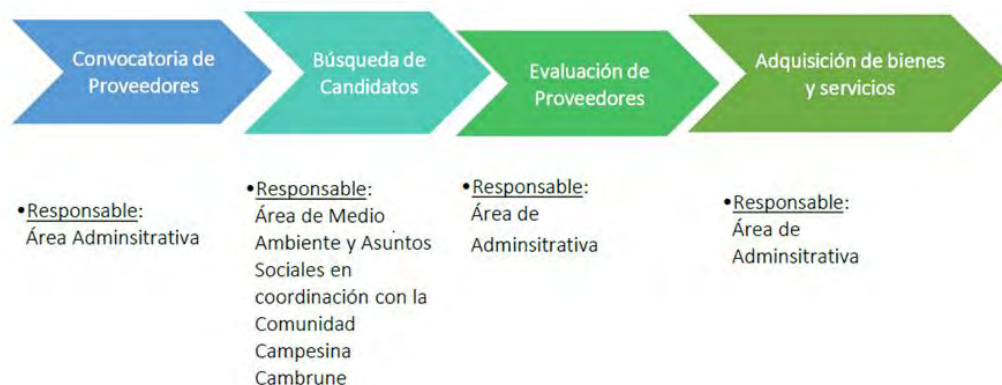 Convocatoria de
Proveedores
Búsqueda de
Candidatos
Evaluación de
Proveedores
Adquisición de bienes
y servicios
•Responsable:
Área Adminsitrativa
•Responsable:
Área de Medio
Ambiente y Asuntos
Sociales en
coordinación con la
Comunidad
Campesina
Cambrune
•Responsable:
Área de
Adminsitrativa
•Responsable:
Área de
Adminsitrativa